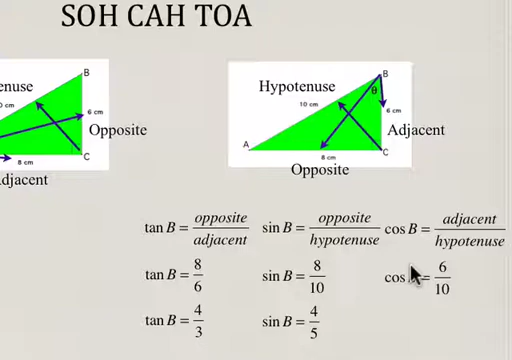 SOH CAH TOA
enuse
B
0 cm
6 cm
Opposite
C
8 cm
Adjacent
Hypotenuse
B
θ
10 cm
6 cm
Adjacent
A
C
8 cm
Opposite
tan B = opposite / adjacent
sin B = opposite / hypotenuse
cos B = adjacent / hypotenuse
tan B = 8 / 6
sin B = 8 / 10
cos = 6 / 10
tan B = 4 / 3
sin B = 4 / 5